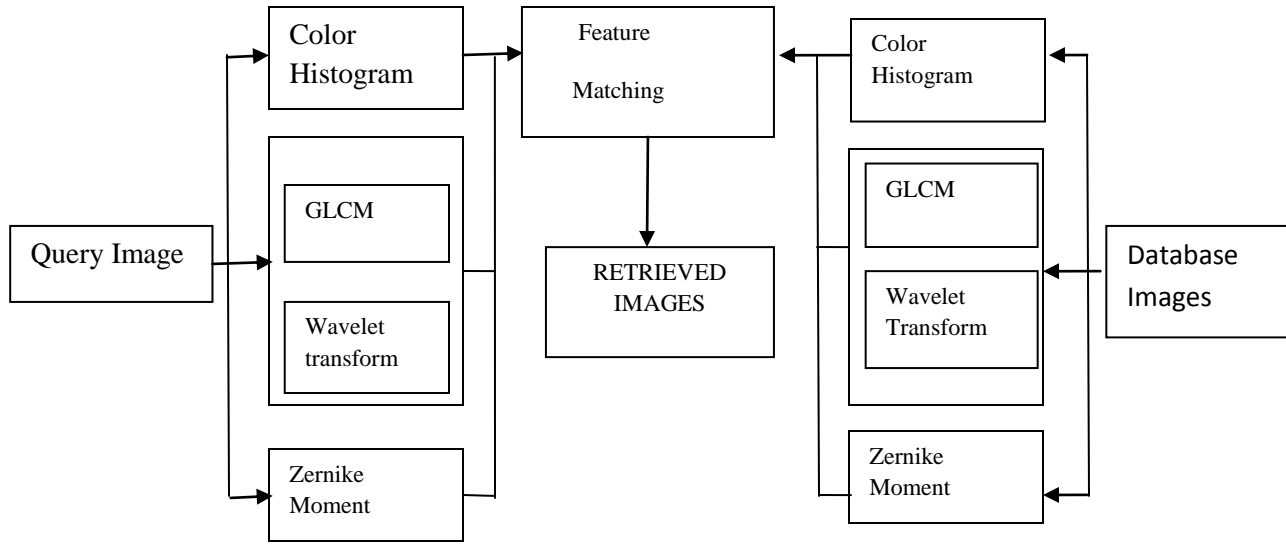 Query Image
Color
Histogram
GLCM
Wavelet
transform
Zernike
Moment
Feature
Matching
RETRIEVED
IMAGES
Color
Histogram
GLCM
Wavelet
Transform
Zernike
Moment
Database
Images